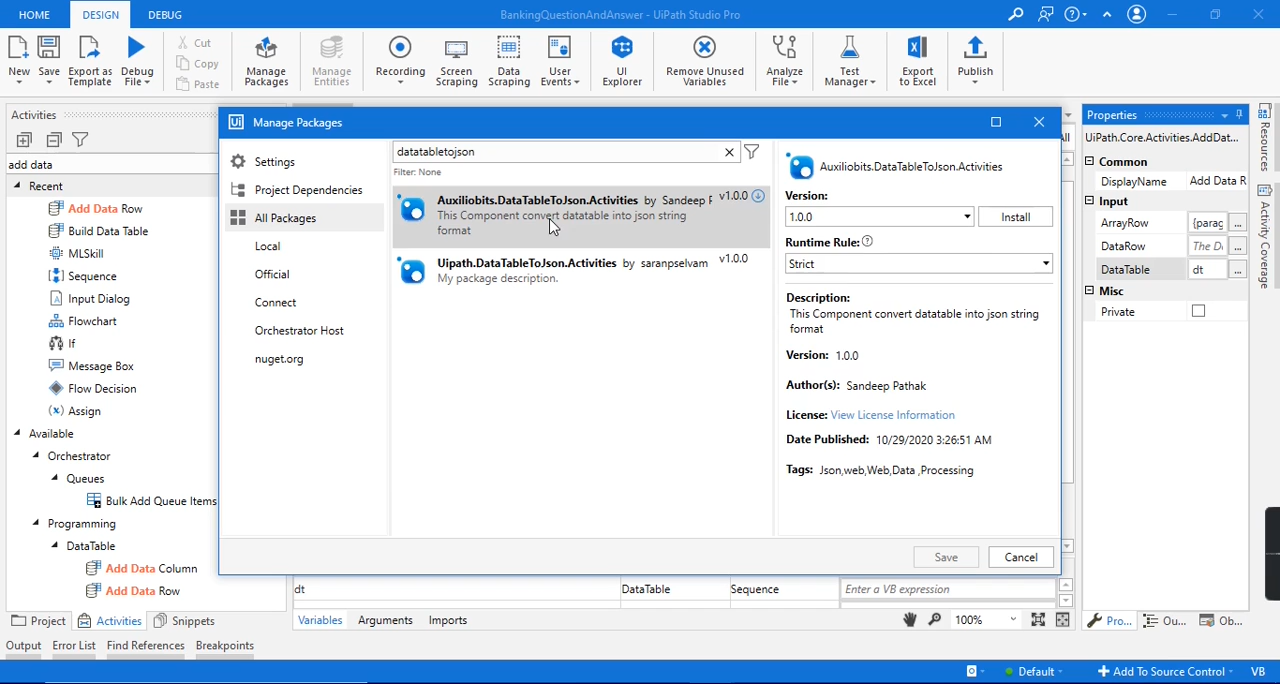 HOME DESIGN DEBUG BankingQuestionAndAnswer - UiPath Studio Pro
New Save Export as Template Debug File Cut Copy Paste Manage Packages Manage Entities Recording Screen Scraping Data Scraping User Events UI Explorer Remove Unused Variables Analyze File Test Manager Export to Excel Publish
Activities
add data
Recent
Add Data Row
Build Data Table
MLSkill
Sequence
Input Dialog
Flowchart
If
Message Box
Flow Decision
Assign
Available
Orchestrator
Queues
Bulk Add Queue Items
Programming
DataTable
Add Data Column
Add Data Row
Project Activities Snippets
Ui Manage Packages
Settings
Project Dependencies
All Packages
Local
Official
Connect
Orchestrator Host
nuget.org
datatabletojson
Filter: None
Auxiliobits.DataTableToJson.Activities by Sandeep v1.0.0
This Component convert datatable into json string
format
Uipath.DataTableToJson.Activities by saranpselvam v1.0.0
My package description.
Auxiliobits.DataTableToJson.Activities
Version:
1.0.0 Install
Runtime Rule:
Strict
Description:
This Component convert datatable into json string
format
Version: 1.0.0
Author(s): Sandeep Pathak
License: View License Information
Date Published: 10/29/2020 3:26:51 AM
Tags: Json,web,Web,Data ,Processing
Save Cancel
dt DataTable Sequence Enter a VB expression
Variables Arguments Imports 100%
Properties
UiPath.Core.Activities.AddDat...
Common
DisplayName Add Data R
Input
ArrayRow {parag ...
DataRow The D ...
DataTable dt ...
Misc
Private
Pro... Ou... Ob...
Resources
Activity Coverage
All
Output Error List Find References Breakpoints
Default Add To Source Control VB